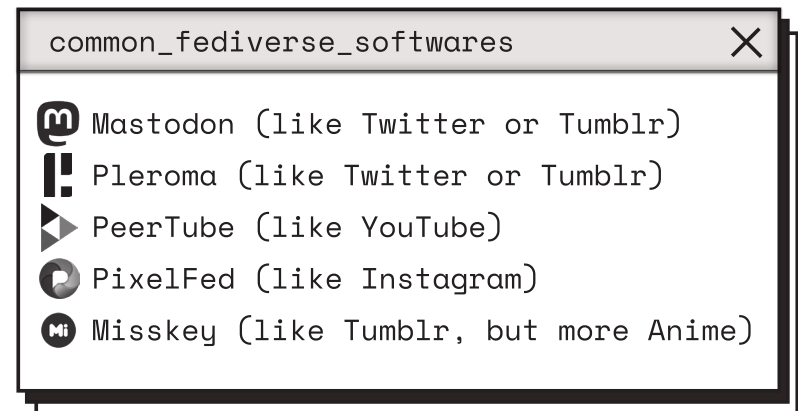 common_fediverse_softwares
Mastodon (like Twitter or Tumblr)
Pleroma (like Twitter or Tumblr)
PeerTube (like YouTube)
PixelFed (like Instagram)
Mi Misskey (like Tumblr, but more Anime)